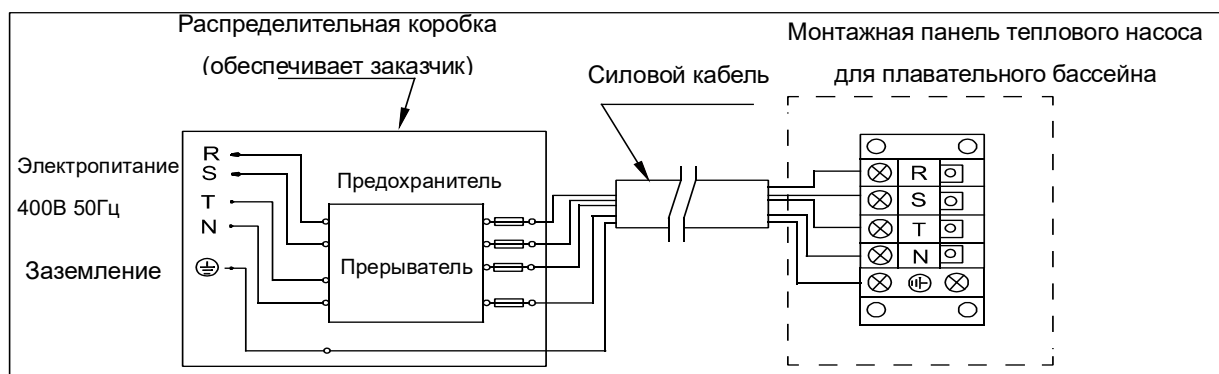 Распределительная коробка
(обеспечивает заказчик)
Силовой кабель
Монтажная панель теплового насоса
для плавательного бассейна
Электропитание
400В 50Гц
Заземление
R
S
T
N
Предохранитель
Прерыватель
R
S
T
N